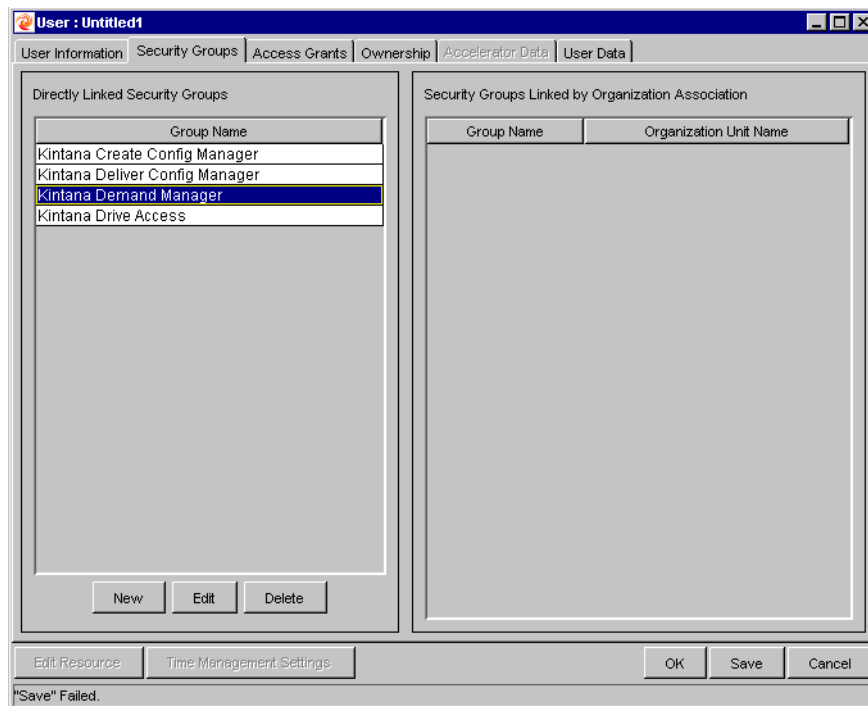 User : Untitled1
User Information Security Groups Access Grants Ownership Accelerator Data User Data
Directly Linked Security Groups
Group Name
Kintana Create Config Manager
Kintana Deliver Config Manager
Kintana Demand Manager
Kintana Drive Access
New Edit Delete
Security Groups Linked by Organization Association
Group Name Organization Unit Name
Edit Resource Time Management Settings OK Save Cancel
"Save" Failed.